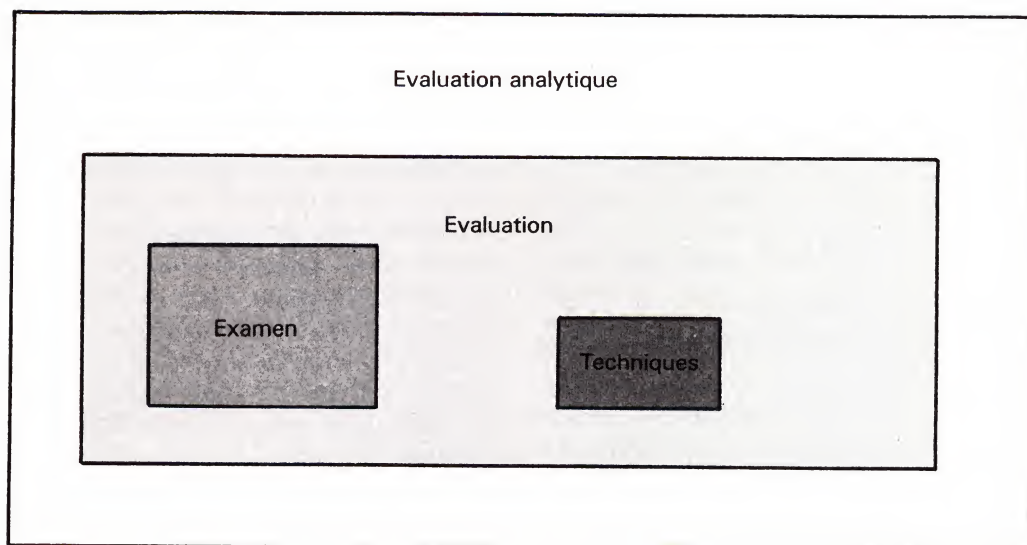 Evaluation analytique
Evaluation
Examen
Techniques